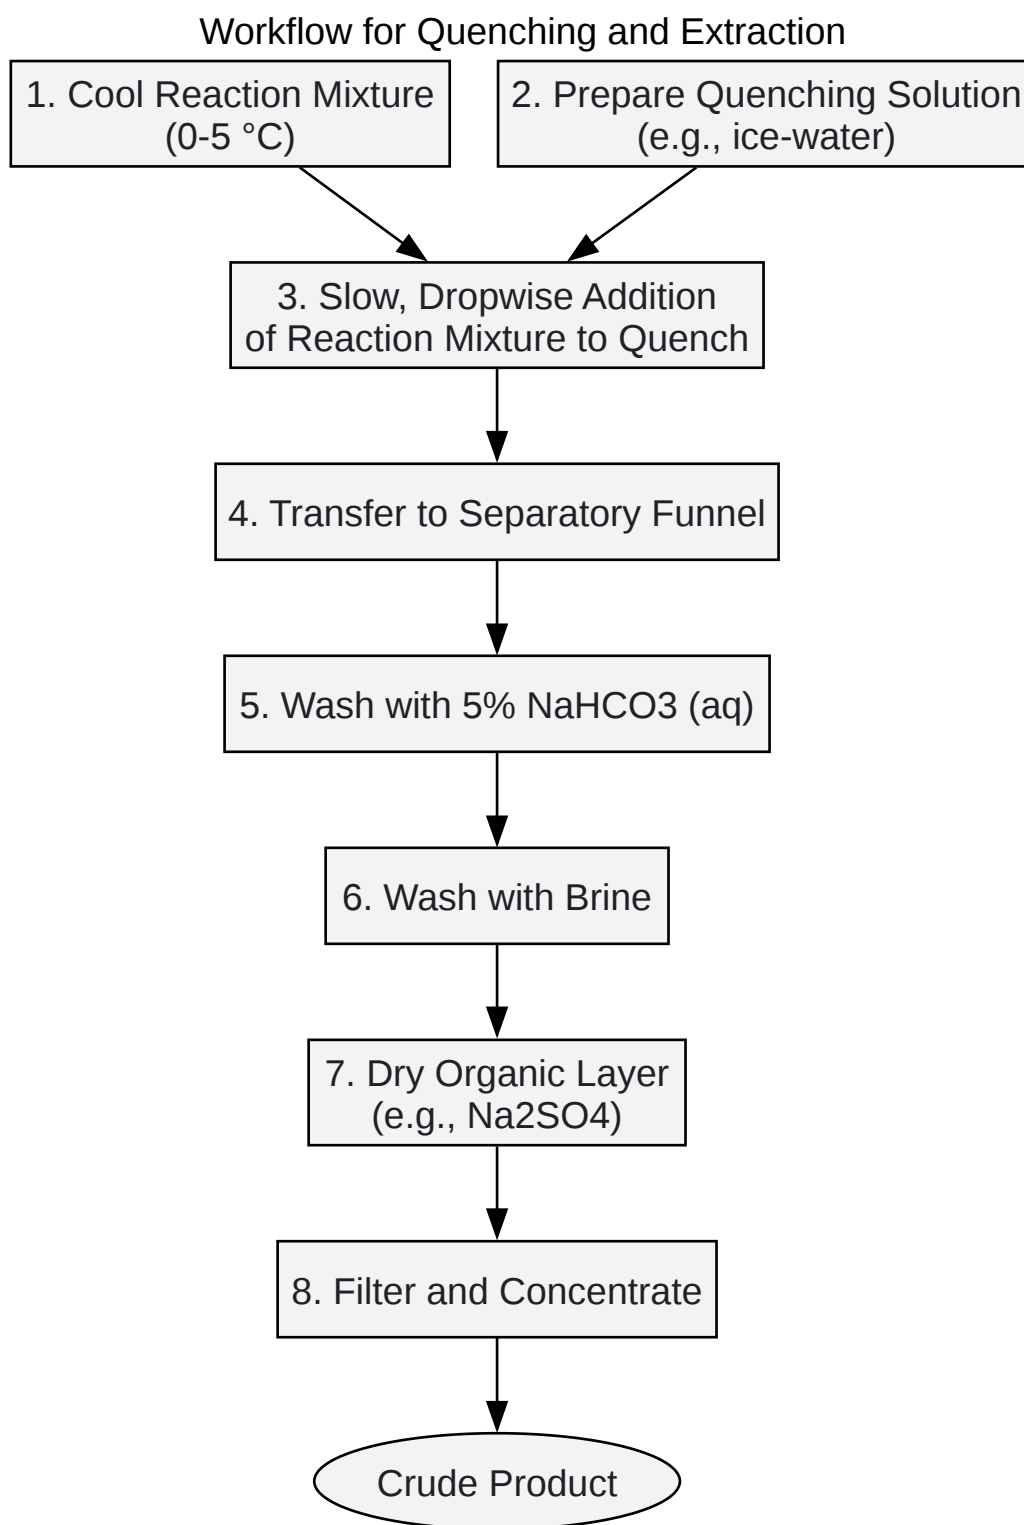 Workflow for Quenching and Extraction
1. Cool Reaction Mixture
(0-5 °C)
2. Prepare Quenching Solution
(e.g., ice-water)
3. Slow, Dropwise Addition
of Reaction Mixture to Quench
4. Transfer to Separatory Funnel
5. Wash with 5% NaHCO3 (aq)
6. Wash with Brine
7. Dry Organic Layer
(e.g., Na2SO4)
8. Filter and Concentrate
Crude Product